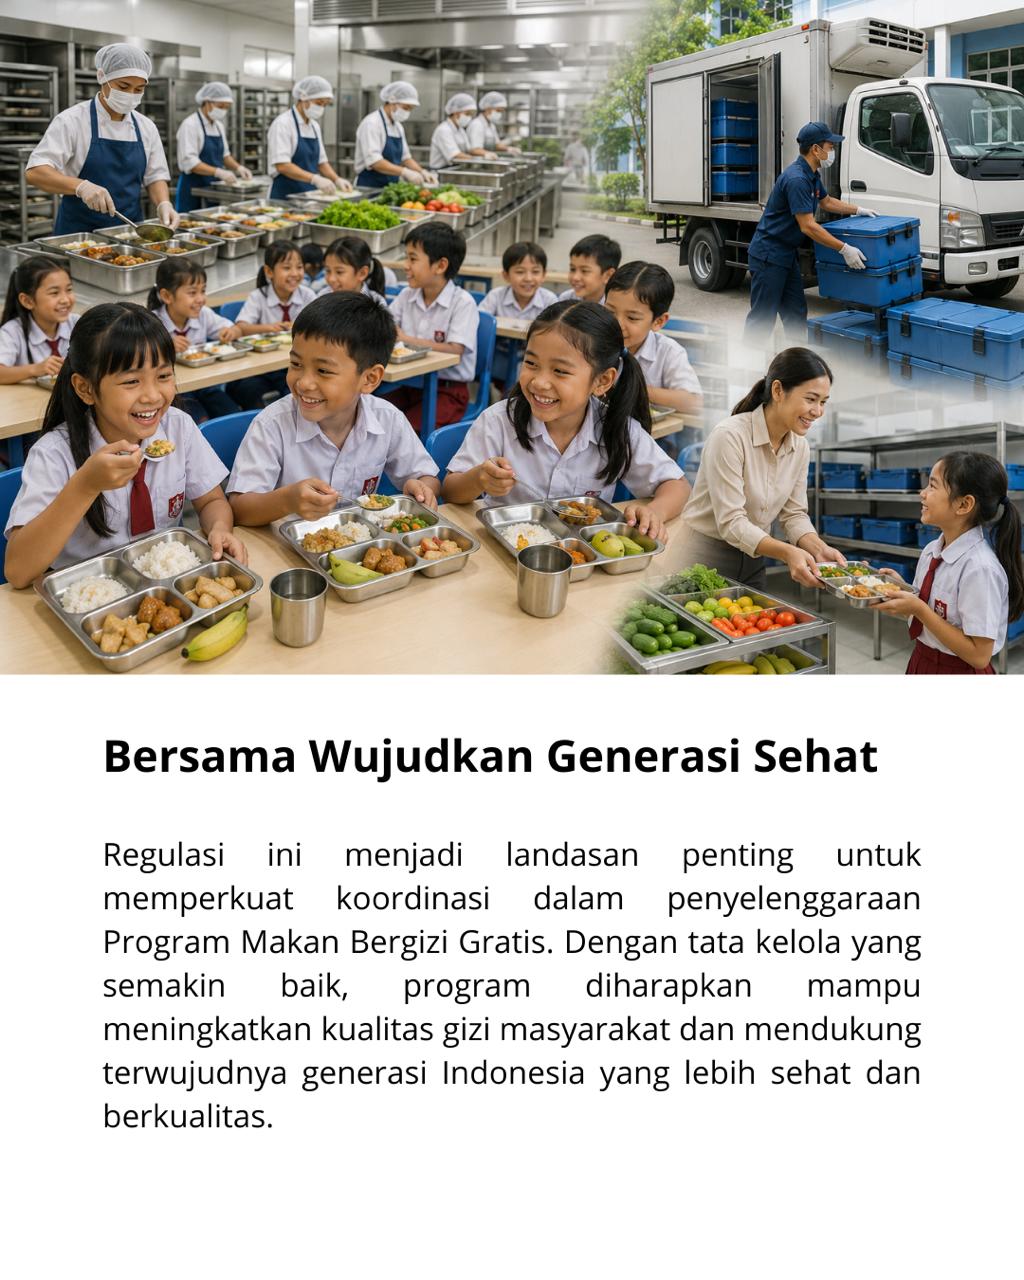 Bersama Wujudkan Generasi Sehat
Regulasi ini menjadi landasan penting untuk
memperkuat koordinasi dalam penyelenggaraan
Program Makan Bergizi Gratis. Dengan tata kelola yang
semakin baik, program diharapkan mampu
meningkatkan kualitas gizi masyarakat dan mendukung
terwujudnya generasi Indonesia yang lebih sehat dan
berkualitas.